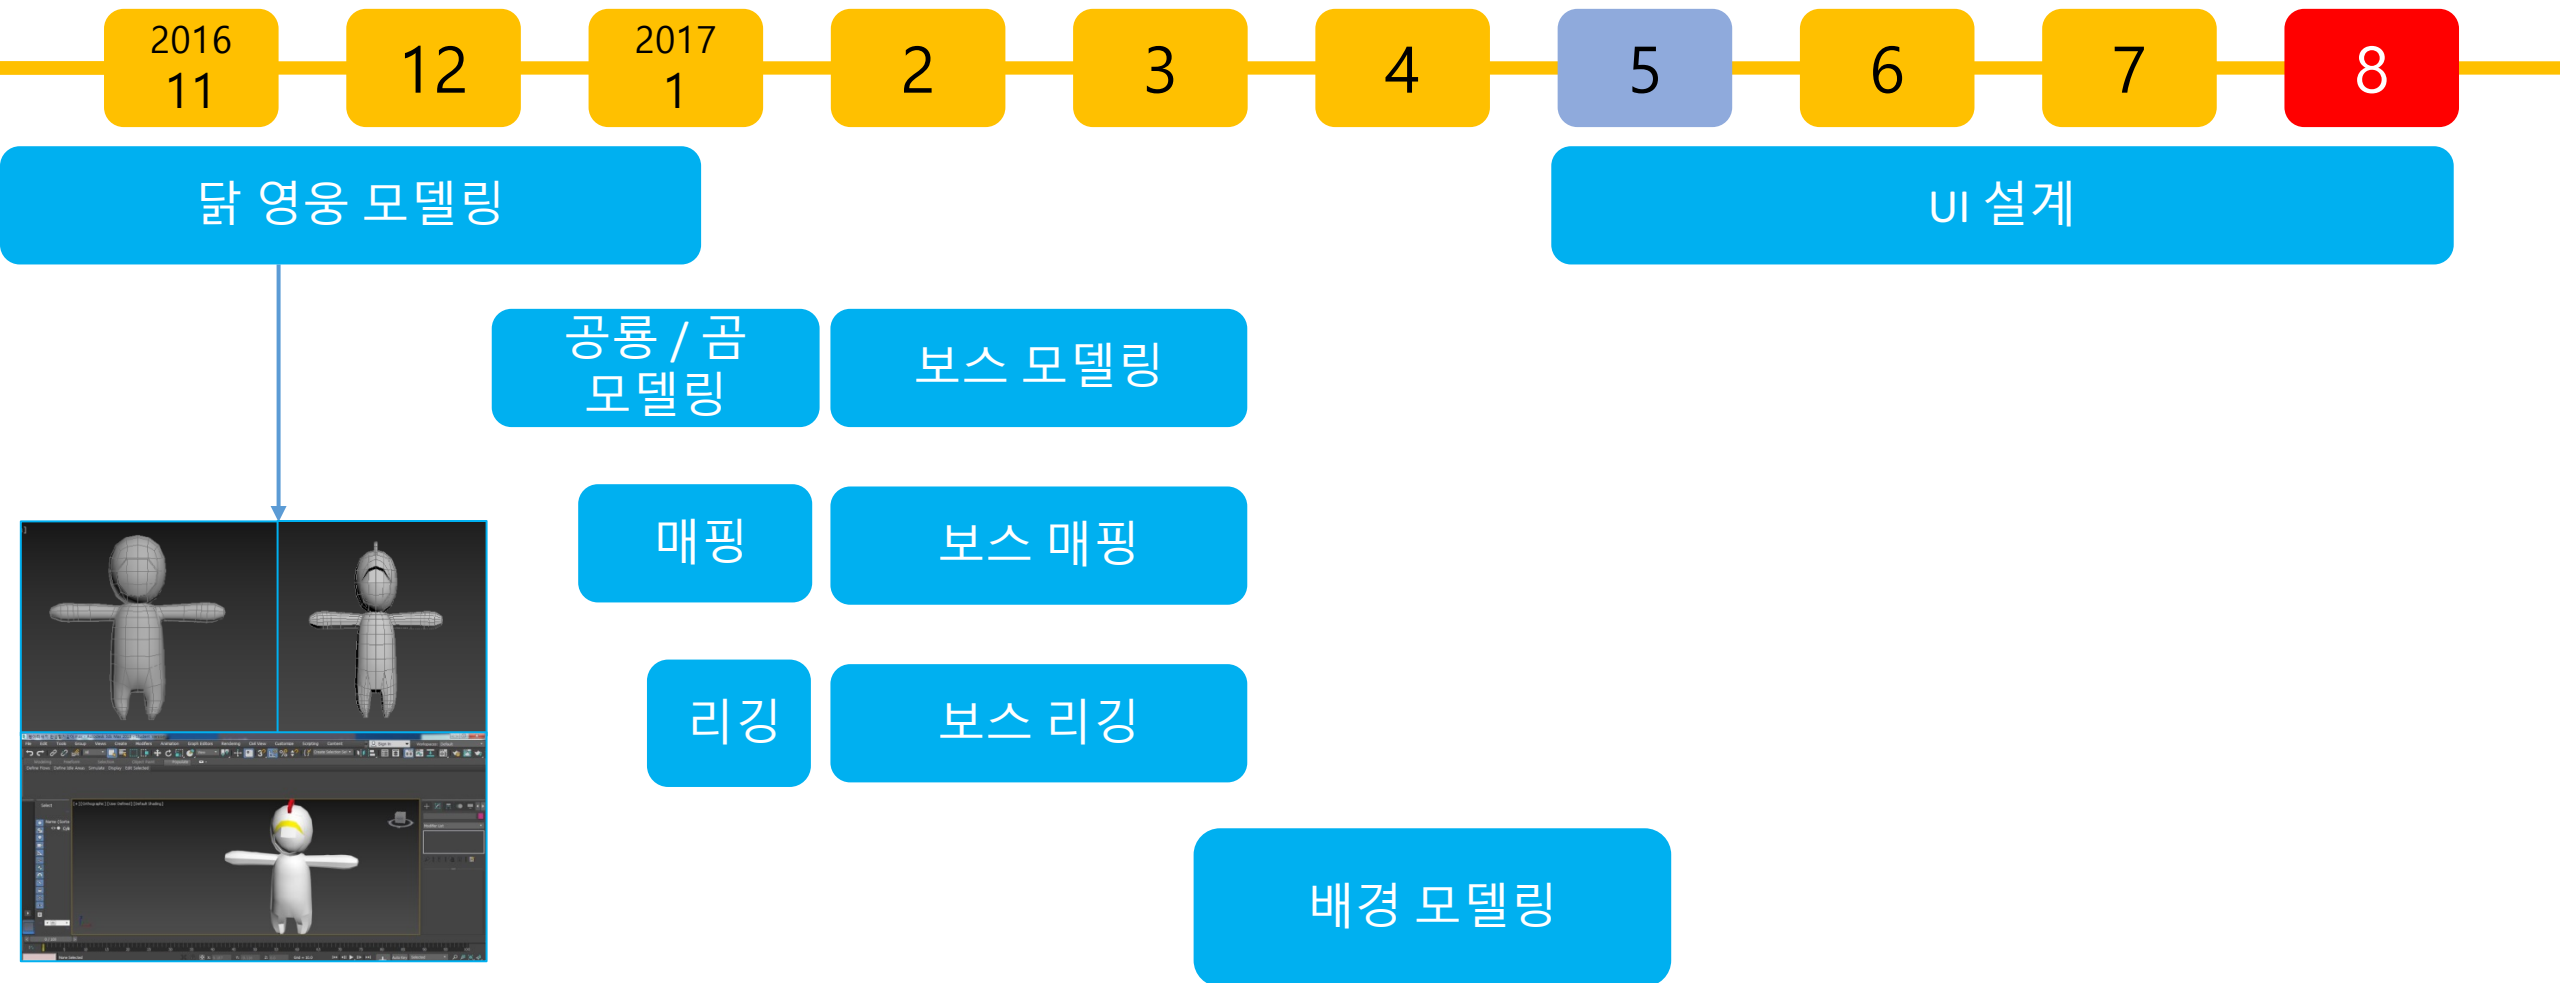 2016
11
12
2017
1
2
3
4
5
6
7
8
닭 영웅 모델링
UI 설계
공룡 / 곰
모델링
보스 모델링
매핑
보스 매핑
리깅
보스 리깅
배경 모델링